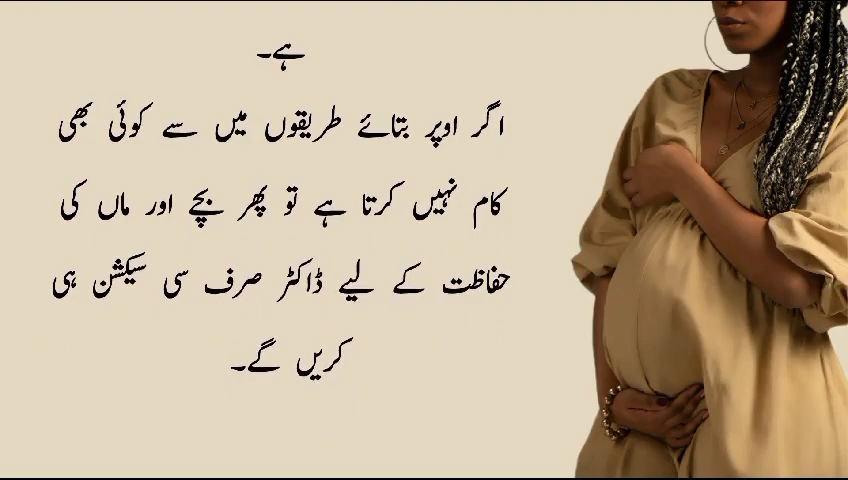 ہے۔
اگر اوپر بتائے طریقوں میں سے کوئی بھی
کام نہیں کرتا ہے تو پھر بچے اور ماں کی
حفاظت کے لیے ڈاکٹر صرف سی سیکشن ہی
کریں گے۔